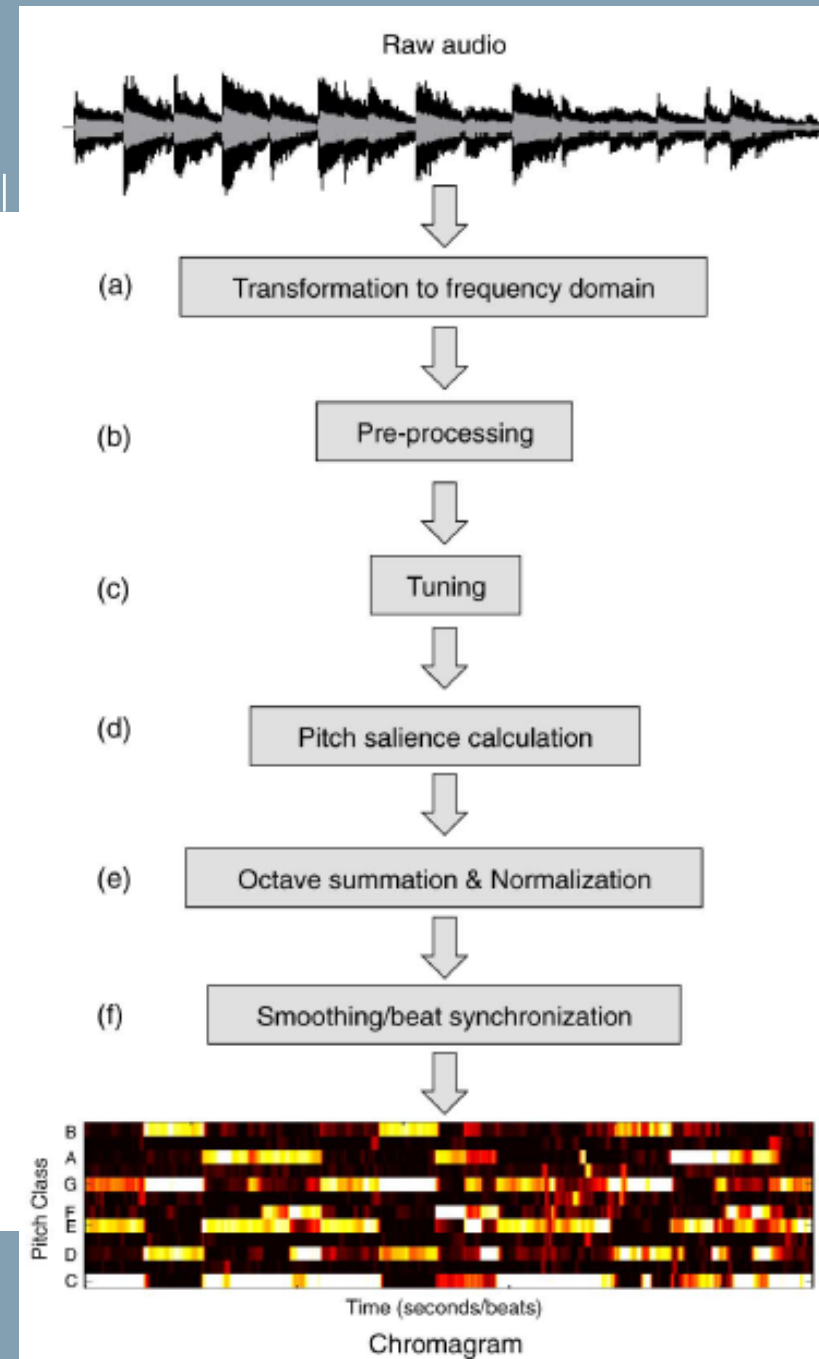 Raw audio
(a) Transformation to frequency domain
(b) Pre-processing
(c) Tuning
(d) Pitch salience calculation
(e) Octave summation & Normalization
(f) Smoothing/beat synchronization
Pitch Class
B
A
G
F
E
D
C
Time (seconds/beats)
Chromagram